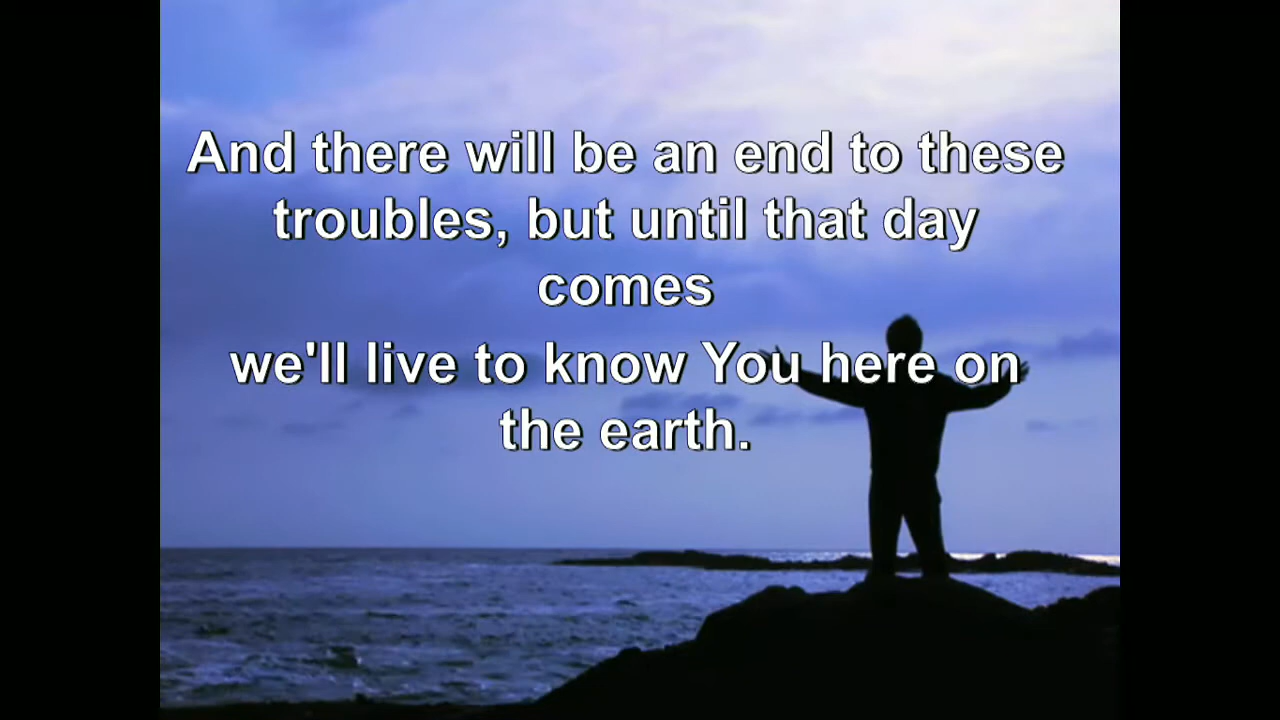 And there will be an end to these
troubles, but until that day
comes
we'll live to know You here on
the earth.